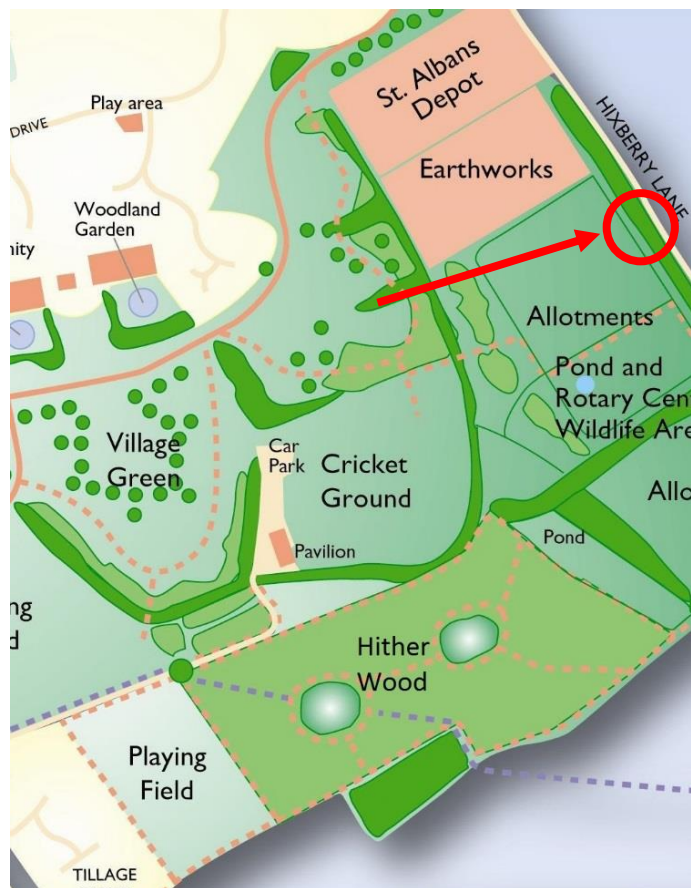 St. Albans
Depot
Play area
DRIVE
HIXBERRY LANE
Earthworks
Woodland
Garden
nity
Allotments
Pond and
Rotary Cen
Wildlife Are
Village
Green
Car
Park
Cricket
Ground
Allo
Pavilion
Pond
ng
d
Hither
Wood
Playing
Field
TILLAGE